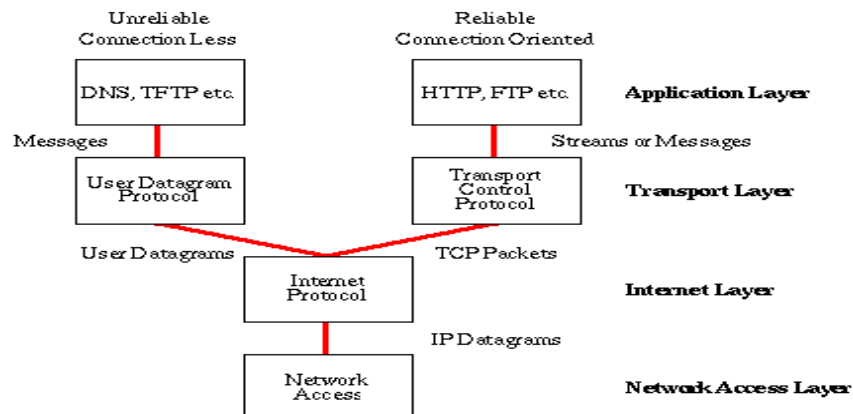 Unreliable
Connection Less
Reliable
Connection Oriented
DNS, TFTP etc.
HTTP, FTP etc.
Application Layer
Messages
Streams or Messages
User Datagram
Protocol
Transport
Control
Protocol
Transport Layer
User Datagrams
TCP Packets
Internet
Protocol
Internet Layer
IP Datagrams
Network
Access
Network Access Layer